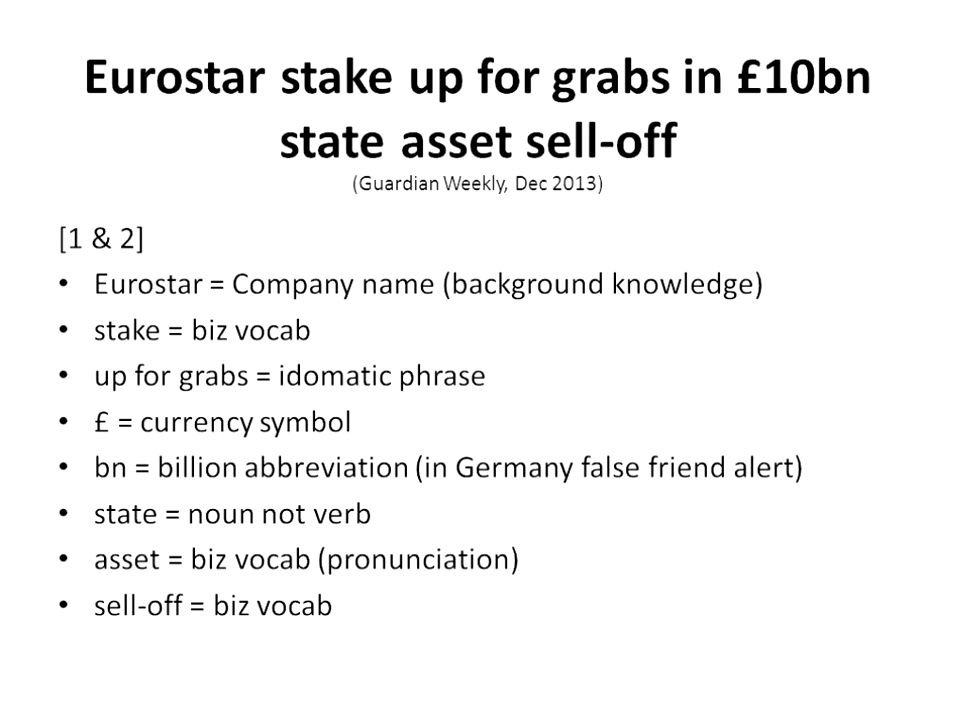 Eurostar stake up for grabs in £10bn
state asset sell-off
(Guardian Weekly, Dec 2013)
[1 & 2]
• Eurostar = Company name (background knowledge)
• stake = biz vocab
• up for grabs = idomatic phrase
• £ = currency symbol
• bn = billion abbreviation (in Germany false friend alert)
• state = noun not verb
• asset = biz vocab (pronunciation)
• sell-off = biz vocab